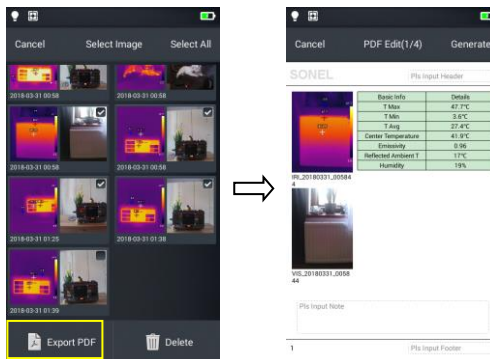 Cancel Select Image Select All
2018-03-31 00:58 2018-03-31 00:58
2018-03-31 00:58 2018-03-31 00:58
2018-03-31 01:25 2018-03-31 01:38
2018-03-31 01:39
Export PDF Delete
Cancel PDF Edit(1/4) Generate
SONEL Pls Input Header
Basic Info Details
T Max 47.7°C
T Min 3.6°C
T Avg 27.4°C
Center Temperature 41.9°C
Emissivity 0.96
Reflected Ambient T 17°C
Humidity 19%
IRI_20180331_00584
4
VIS_20180331_0058
44
Pls Input Note
1 Pls Input Footer